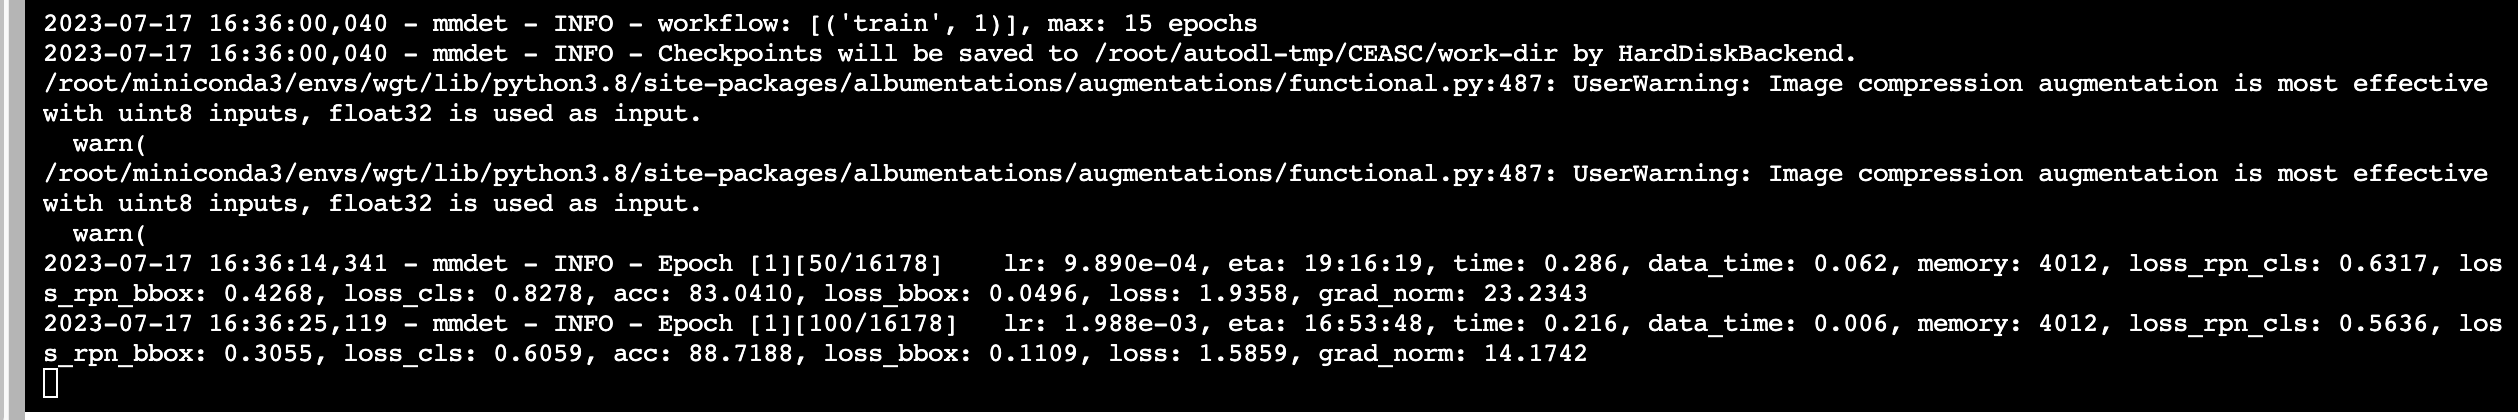 2023-07-17 16:36:00,040 - mmdet - INFO - workflow: [('train', 1)], max: 15 epochs
2023-07-17 16:36:00,040 - mmdet - INFO - Checkpoints will be saved to /root/autodl-tmp/CEASC/work-dir by HardDiskBackend.
/root/miniconda3/envs/wgt/lib/python3.8/site-packages/albumentations/augmentations/functional.py:487: UserWarning: Image compression augmentation is most effective
with uint8 inputs, float32 is used as input.
  warn(
/root/miniconda3/envs/wgt/lib/python3.8/site-packages/albumentations/augmentations/functional.py:487: UserWarning: Image compression augmentation is most effective
with uint8 inputs, float32 is used as input.
  warn(
2023-07-17 16:36:14,341 - mmdet - INFO - Epoch [1][50/16178]    lr: 9.890e-04, eta: 19:16:19, time: 0.286, data_time: 0.062, memory: 4012, loss_rpn_cls: 0.6317, los
s_rpn_bbox: 0.4268, loss_cls: 0.8278, acc: 83.0410, loss_bbox: 0.0496, loss: 1.9358, grad_norm: 23.2343
2023-07-17 16:36:25,119 - mmdet - INFO - Epoch [1][100/16178]   lr: 1.988e-03, eta: 16:53:48, time: 0.216, data_time: 0.006, memory: 4012, loss_rpn_cls: 0.5636, los
s_rpn_bbox: 0.3055, loss_cls: 0.6059, acc: 88.7188, loss_bbox: 0.1109, loss: 1.5859, grad_norm: 14.1742